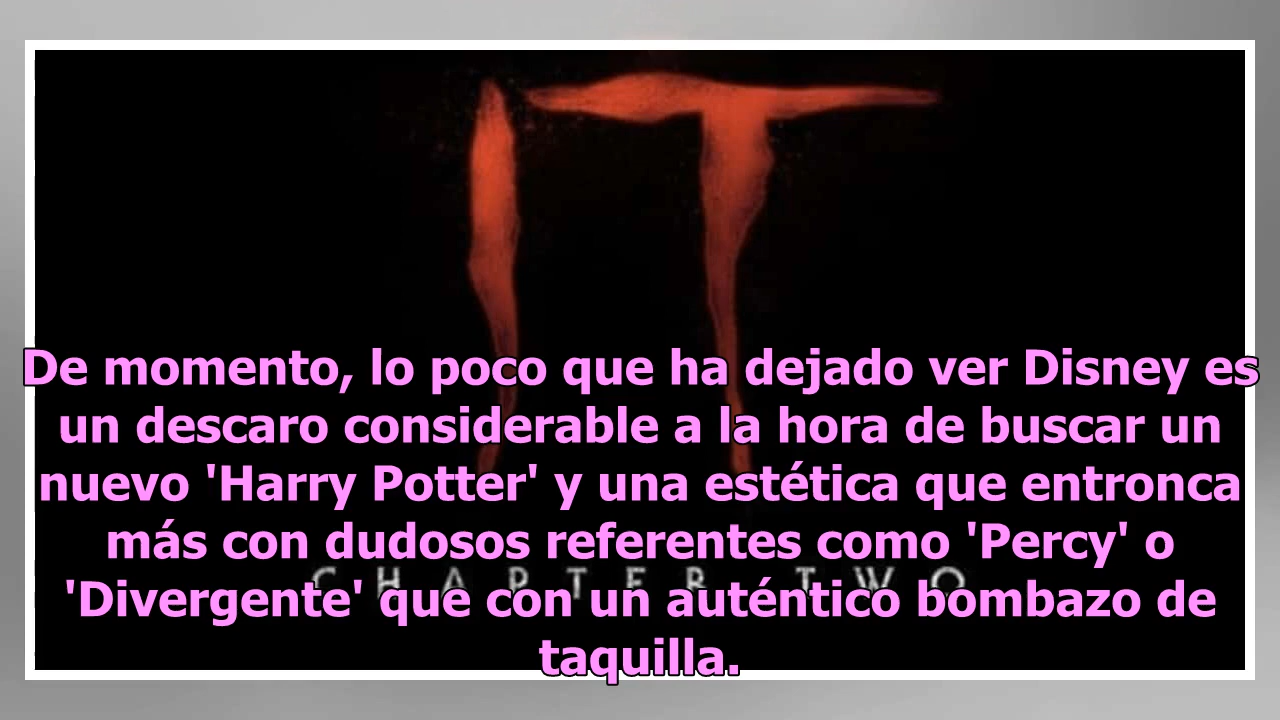 IT
De momento, lo poco que ha dejado ver Disney es
un descaro considerable a la hora de buscar un
nuevo 'Harry Potter' y una estética que entronca
más con dudosos referentes como 'Percy' o
CHAPTER TWO
'Divergente' que con un auténtico bombazo de
taquilla.